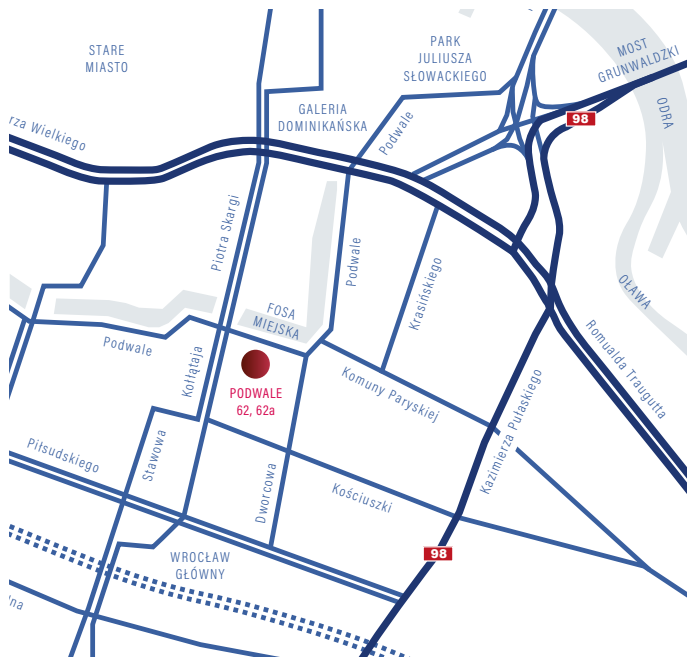 STARE
MIASTO
PARK
JULIUSZA
SŁOWACKIEGO
MOST
GRUNWALDZKI
ODRA
98
GALERIA
DOMINIKAŃSKA
Podwale
rza Wielkiego
Piotra Skargi
Podwale
Krasińskiego
OŁAWA
FOSA
MIEJSKA
Podwale
Kołłątaja
PODWALE
62, 62a
Komuny Paryskiej
Romualda Traugutta
Kazimierza Pułaskiego
Piłsudskiego
Stawowa
Dworcowa
Kościuszki
WROCŁAW
GŁÓWNY
98
na